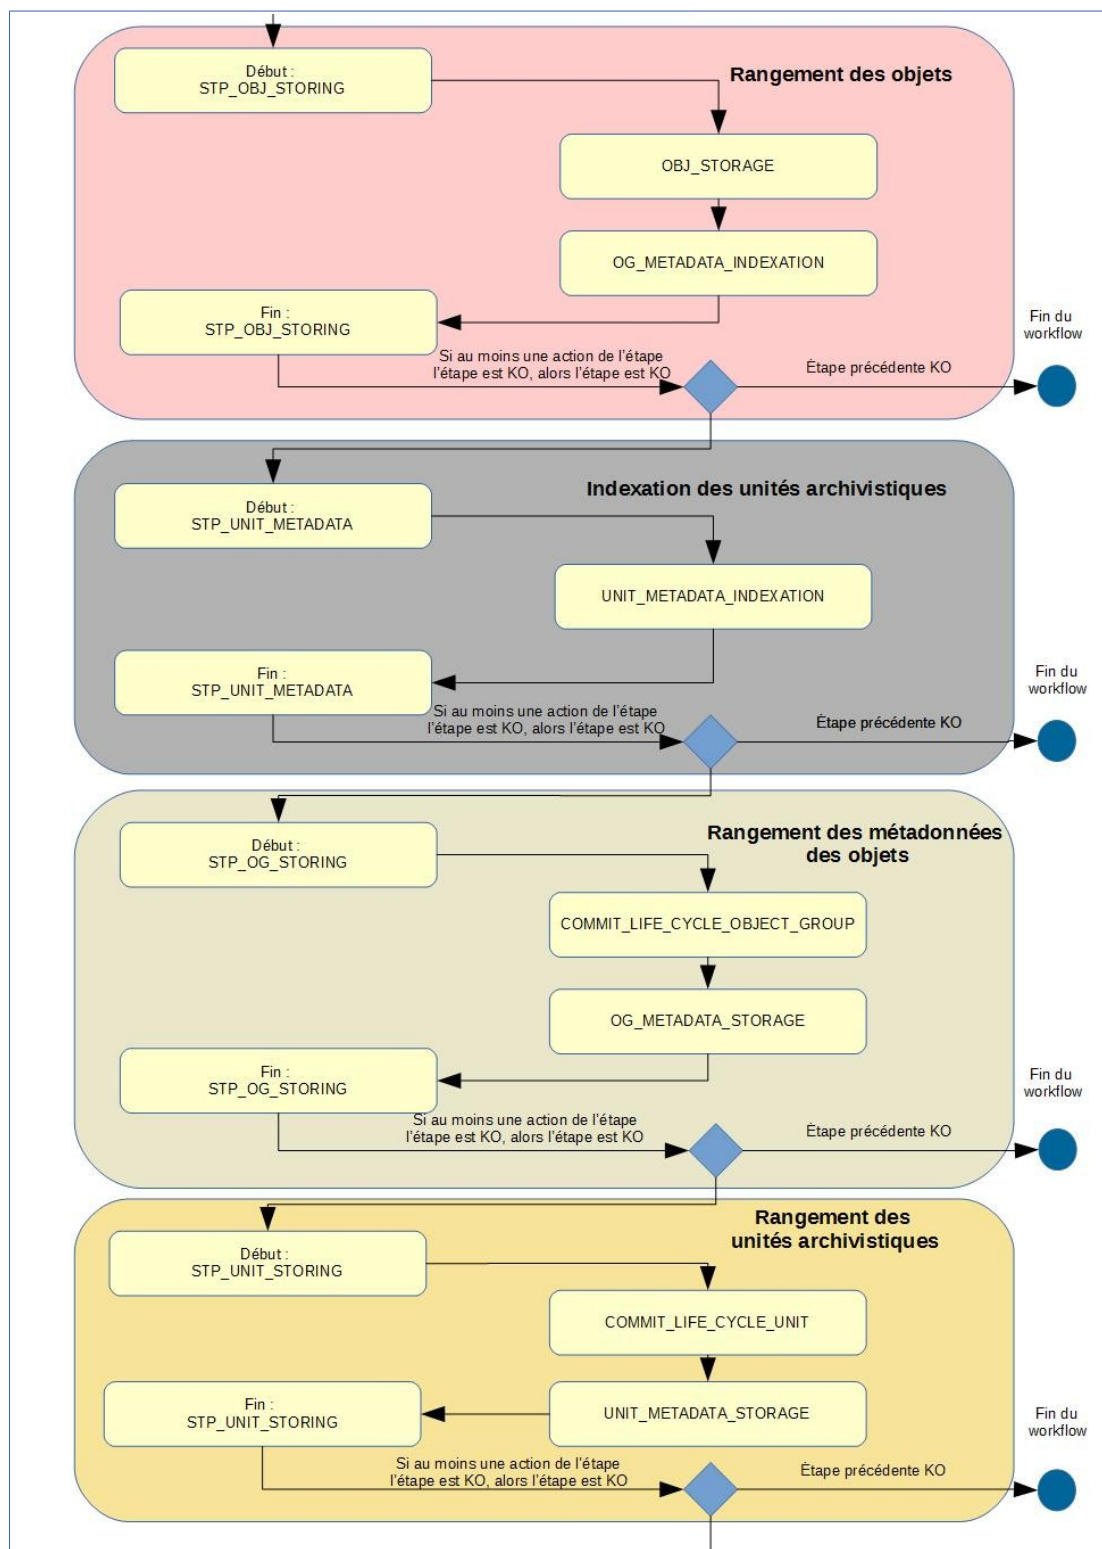 Début :
STP_OBJ_STORING
Rangement des objets
OBJ_STORAGE
OG_METADATA_INDEXATION
Fin :
STP_OBJ_STORING
Fin du
workflow
Si au moins une action de l'étape
l'étape est KO, alors l'étape est KO
Étape précédente KO
Indexation des unités archivistiques
Début :
STP_UNIT_METADATA
UNIT_METADATA_INDEXATION
Fin :
STP_UNIT_METADATA
Fin du
workflow
Si au moins une action de l'étape
l'étape est KO, alors l'étape est KO
Étape précédente KO
Rangement des métadonnées
des objets
Début :
STP_OG_STORING
COMMIT_LIFE_CYCLE_OBJECT_GROUP
OG_METADATA_STORAGE
Fin :
STP_OG_STORING
Fin du
workflow
Si au moins une action de l'étape
l'étape est KO, alors l'étape est KO
Étape précédente KO
Rangement des
unités archivistiques
Début :
STP_UNIT_STORING
COMMIT_LIFE_CYCLE_UNIT
UNIT_METADATA_STORAGE
Fin :
STP_UNIT_STORING
Fin du
workflow
Si au moins une action de l'étape
l'étape est KO, alors l'étape est KO
Étape précédente KO